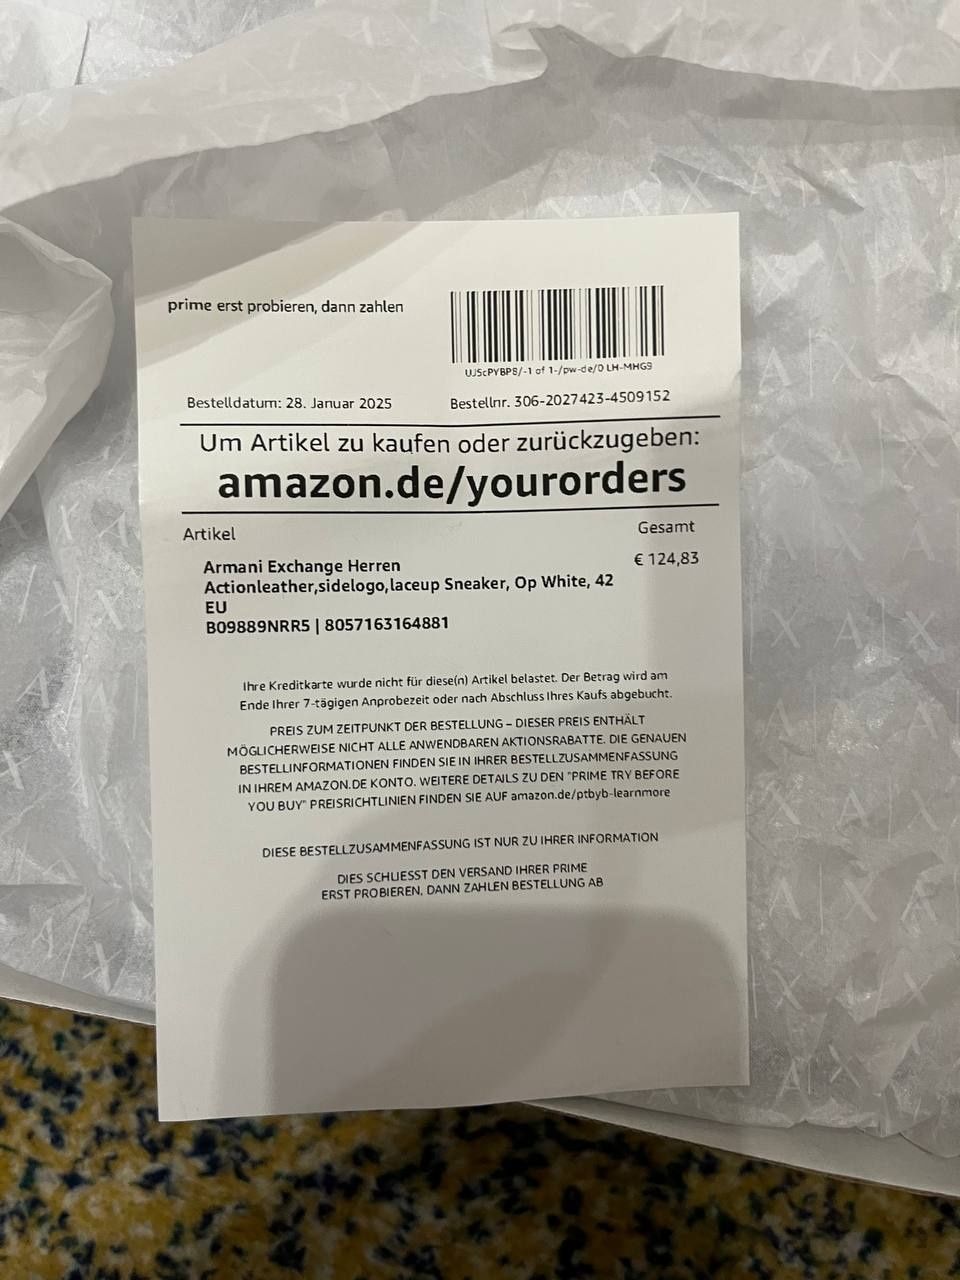 prime erst probieren, dann zahlen
UJ5cPYBP8/-1 of 1-/pw-de/D LH-MHG9
Bestelldatum: 28. Januar 2025
Bestellnr. 306-2027423-4509152
Um Artikel zu kaufen oder zurückzugeben:
amazon.de/yourorders
Artikel
Gesamt
Armani Exchange Herren
€ 124,83
Actionleather,sidelogo,laceup Sneaker, Op White, 42
EU
B09889NRR5 | 8057163164881
Ihre Kreditkarte wurde nicht für diese(n) Artikel belastet. Der Betrag wird am
Ende Ihrer 7-tägigen Anprobezeit oder nach Abschluss Ihres Kaufs abgebucht.
PREIS ZUM ZEITPUNKT DER BESTELLUNG – DIESER PREIS ENTHÄLT
MÖGLICHERWEISE NICHT ALLE ANWENDBAREN AKTIONSRABATTE. DIE GENAUEN
BESTELLINFORMATIONEN FINDEN SIE IN IHRER BESTELLZUSAMMENFASSUNG
IN IHREM AMAZON.DE KONTO. WEITERE DETAILS ZU DEN "PRIME TRY BEFORE
YOU BUY" PREISRICHTLINIEN FINDEN SIE AUF amazon.de/ptbyb-learnmore
DIESE BESTELLZUSAMMENFASSUNG IST NUR ZU IHRER INFORMATION
DIES SCHLIESST DEN VERSAND IHRER PRIME
ERST PROBIEREN, DANN ZAHLEN BESTELLUNG AB
A|X